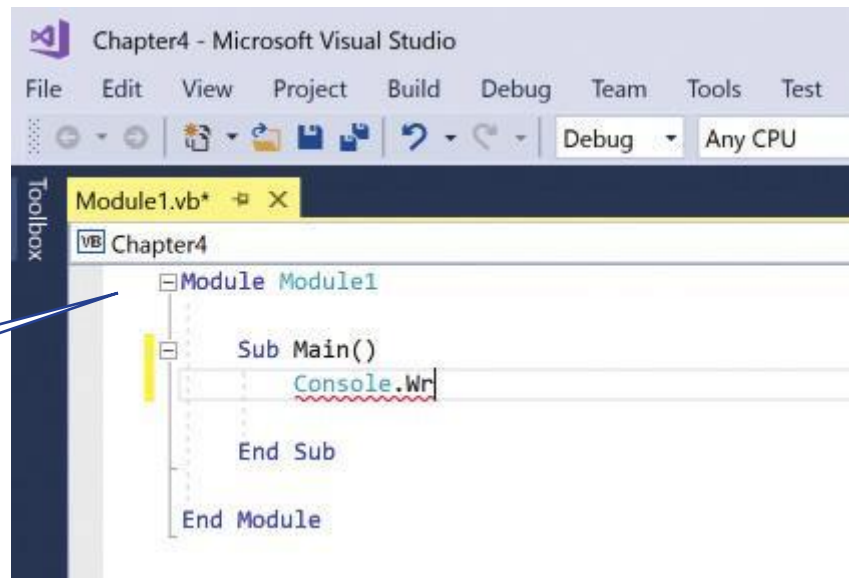 Chapter4 - Microsoft Visual Studio
File Edit View Project Build Debug Team Tools Test
Debug Any CPU
Toolbox
Module1.vb*
VB Chapter4
Module Module1
Sub Main()
Console.Wr
End Sub
End Module